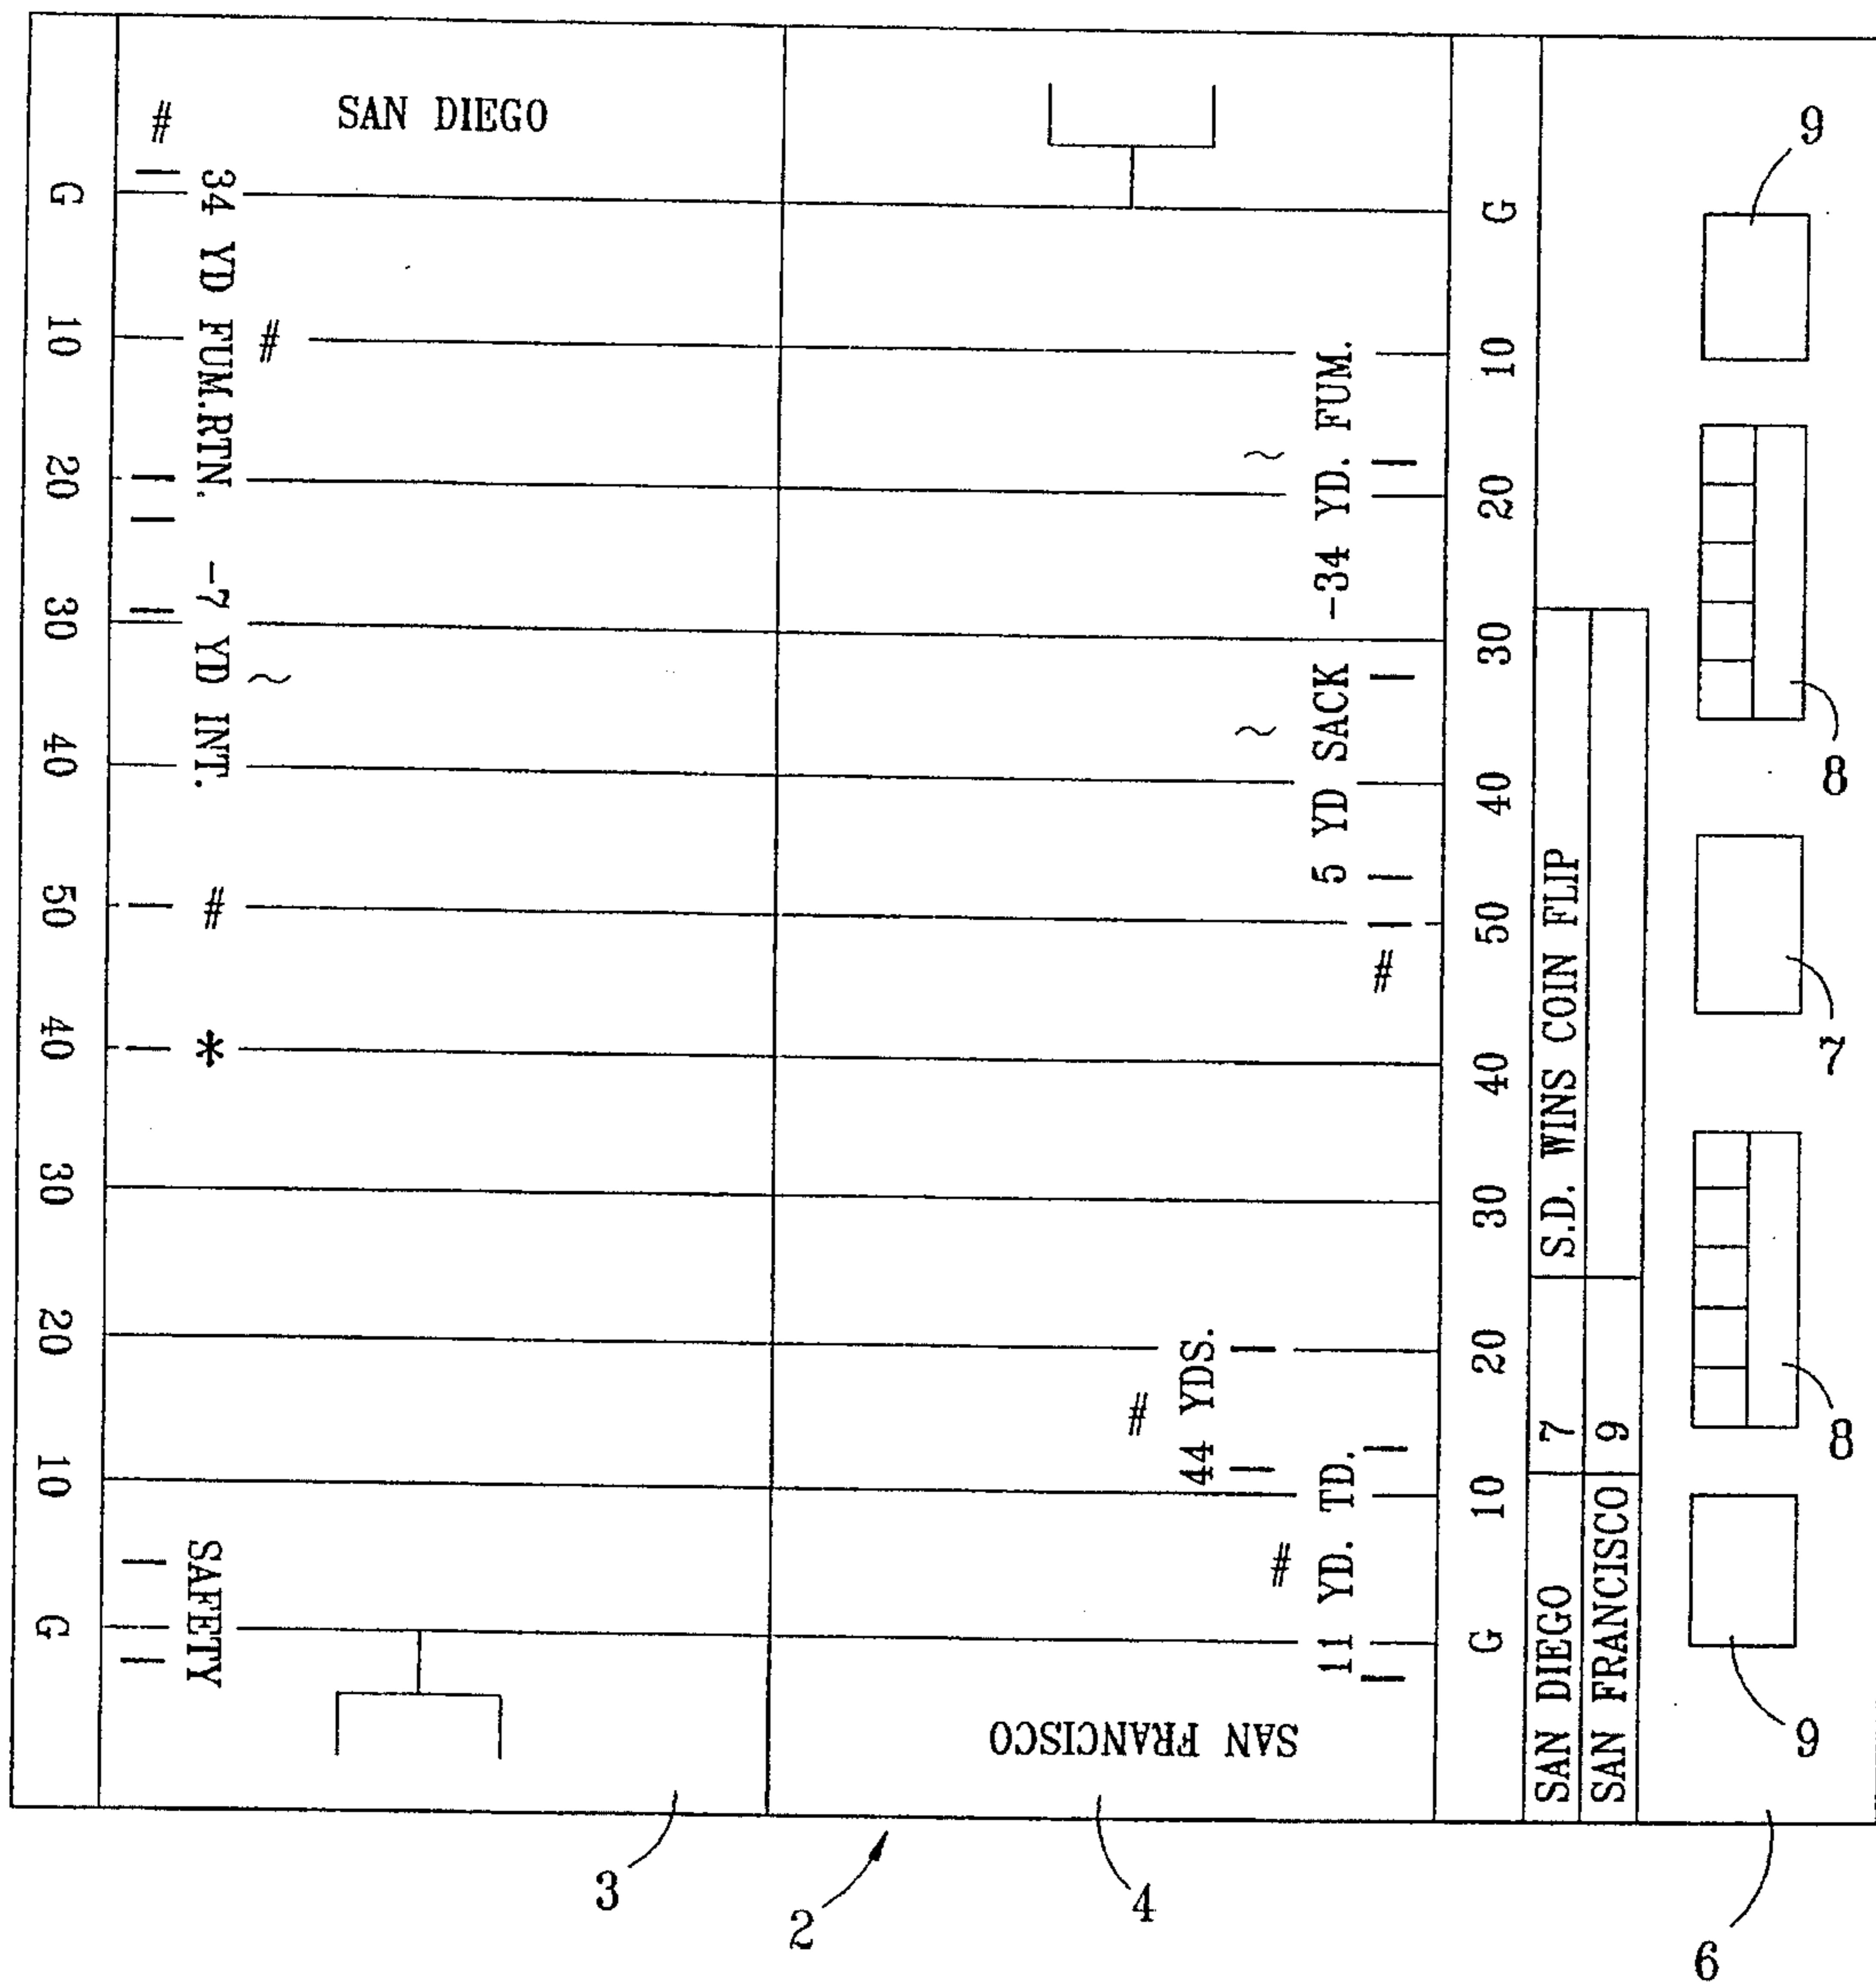 G 10 20 30 40 50 40 30 20 10 G
#
34 YD FUM.RTN.
-7 YD INT.
#
~
#
*
SAFETY
SAN DIEGO
SAN FRANCISCO
44 YDS.
#
11 YD. TD.
#
#
5 YD SACK
~
-34 YD. FUM.
~
G 10 20 30 40 50 40 30 20 10 G
SAN DIEGO 7 S.D. WINS COIN FLIP
SAN FRANCISCO 9
9 8 7 8 9
3
2
4
6